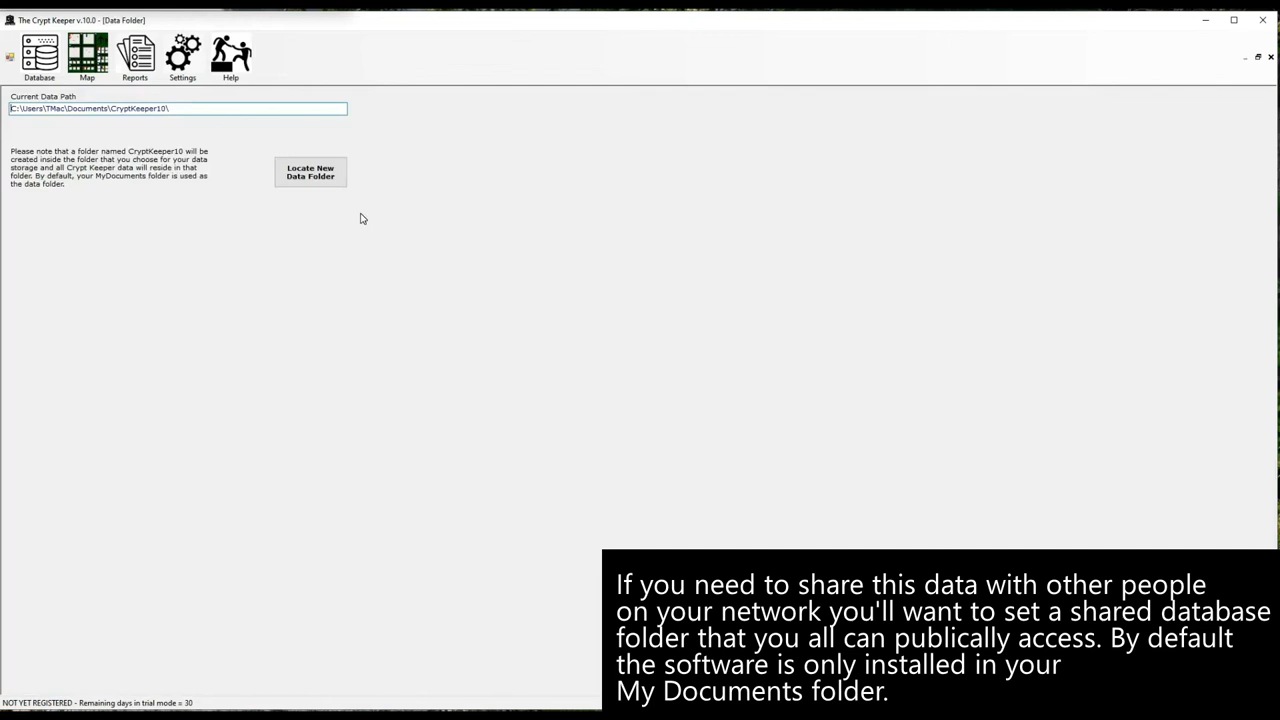 The Crypt Keeper v.10.0 - [Data Folder]
Database
Map
Reports
Settings
Help
Current Data Path
C:\Users\TMac\Documents\CryptKeeper10\
Please note that a folder named CryptKeeper10 will be
created inside the folder that you choose for your data
storage and all Crypt Keeper data will reside in that
folder. By default, your MyDocuments folder is used as
the data folder.
Locate New
Data Folder
If you need to share this data with other people
on your network you'll want to set a shared database
folder that you all can publically access. By default
the software is only installed in your
My Documents folder.
NOT YET REGISTERED - Remaining days in trial mode = 30